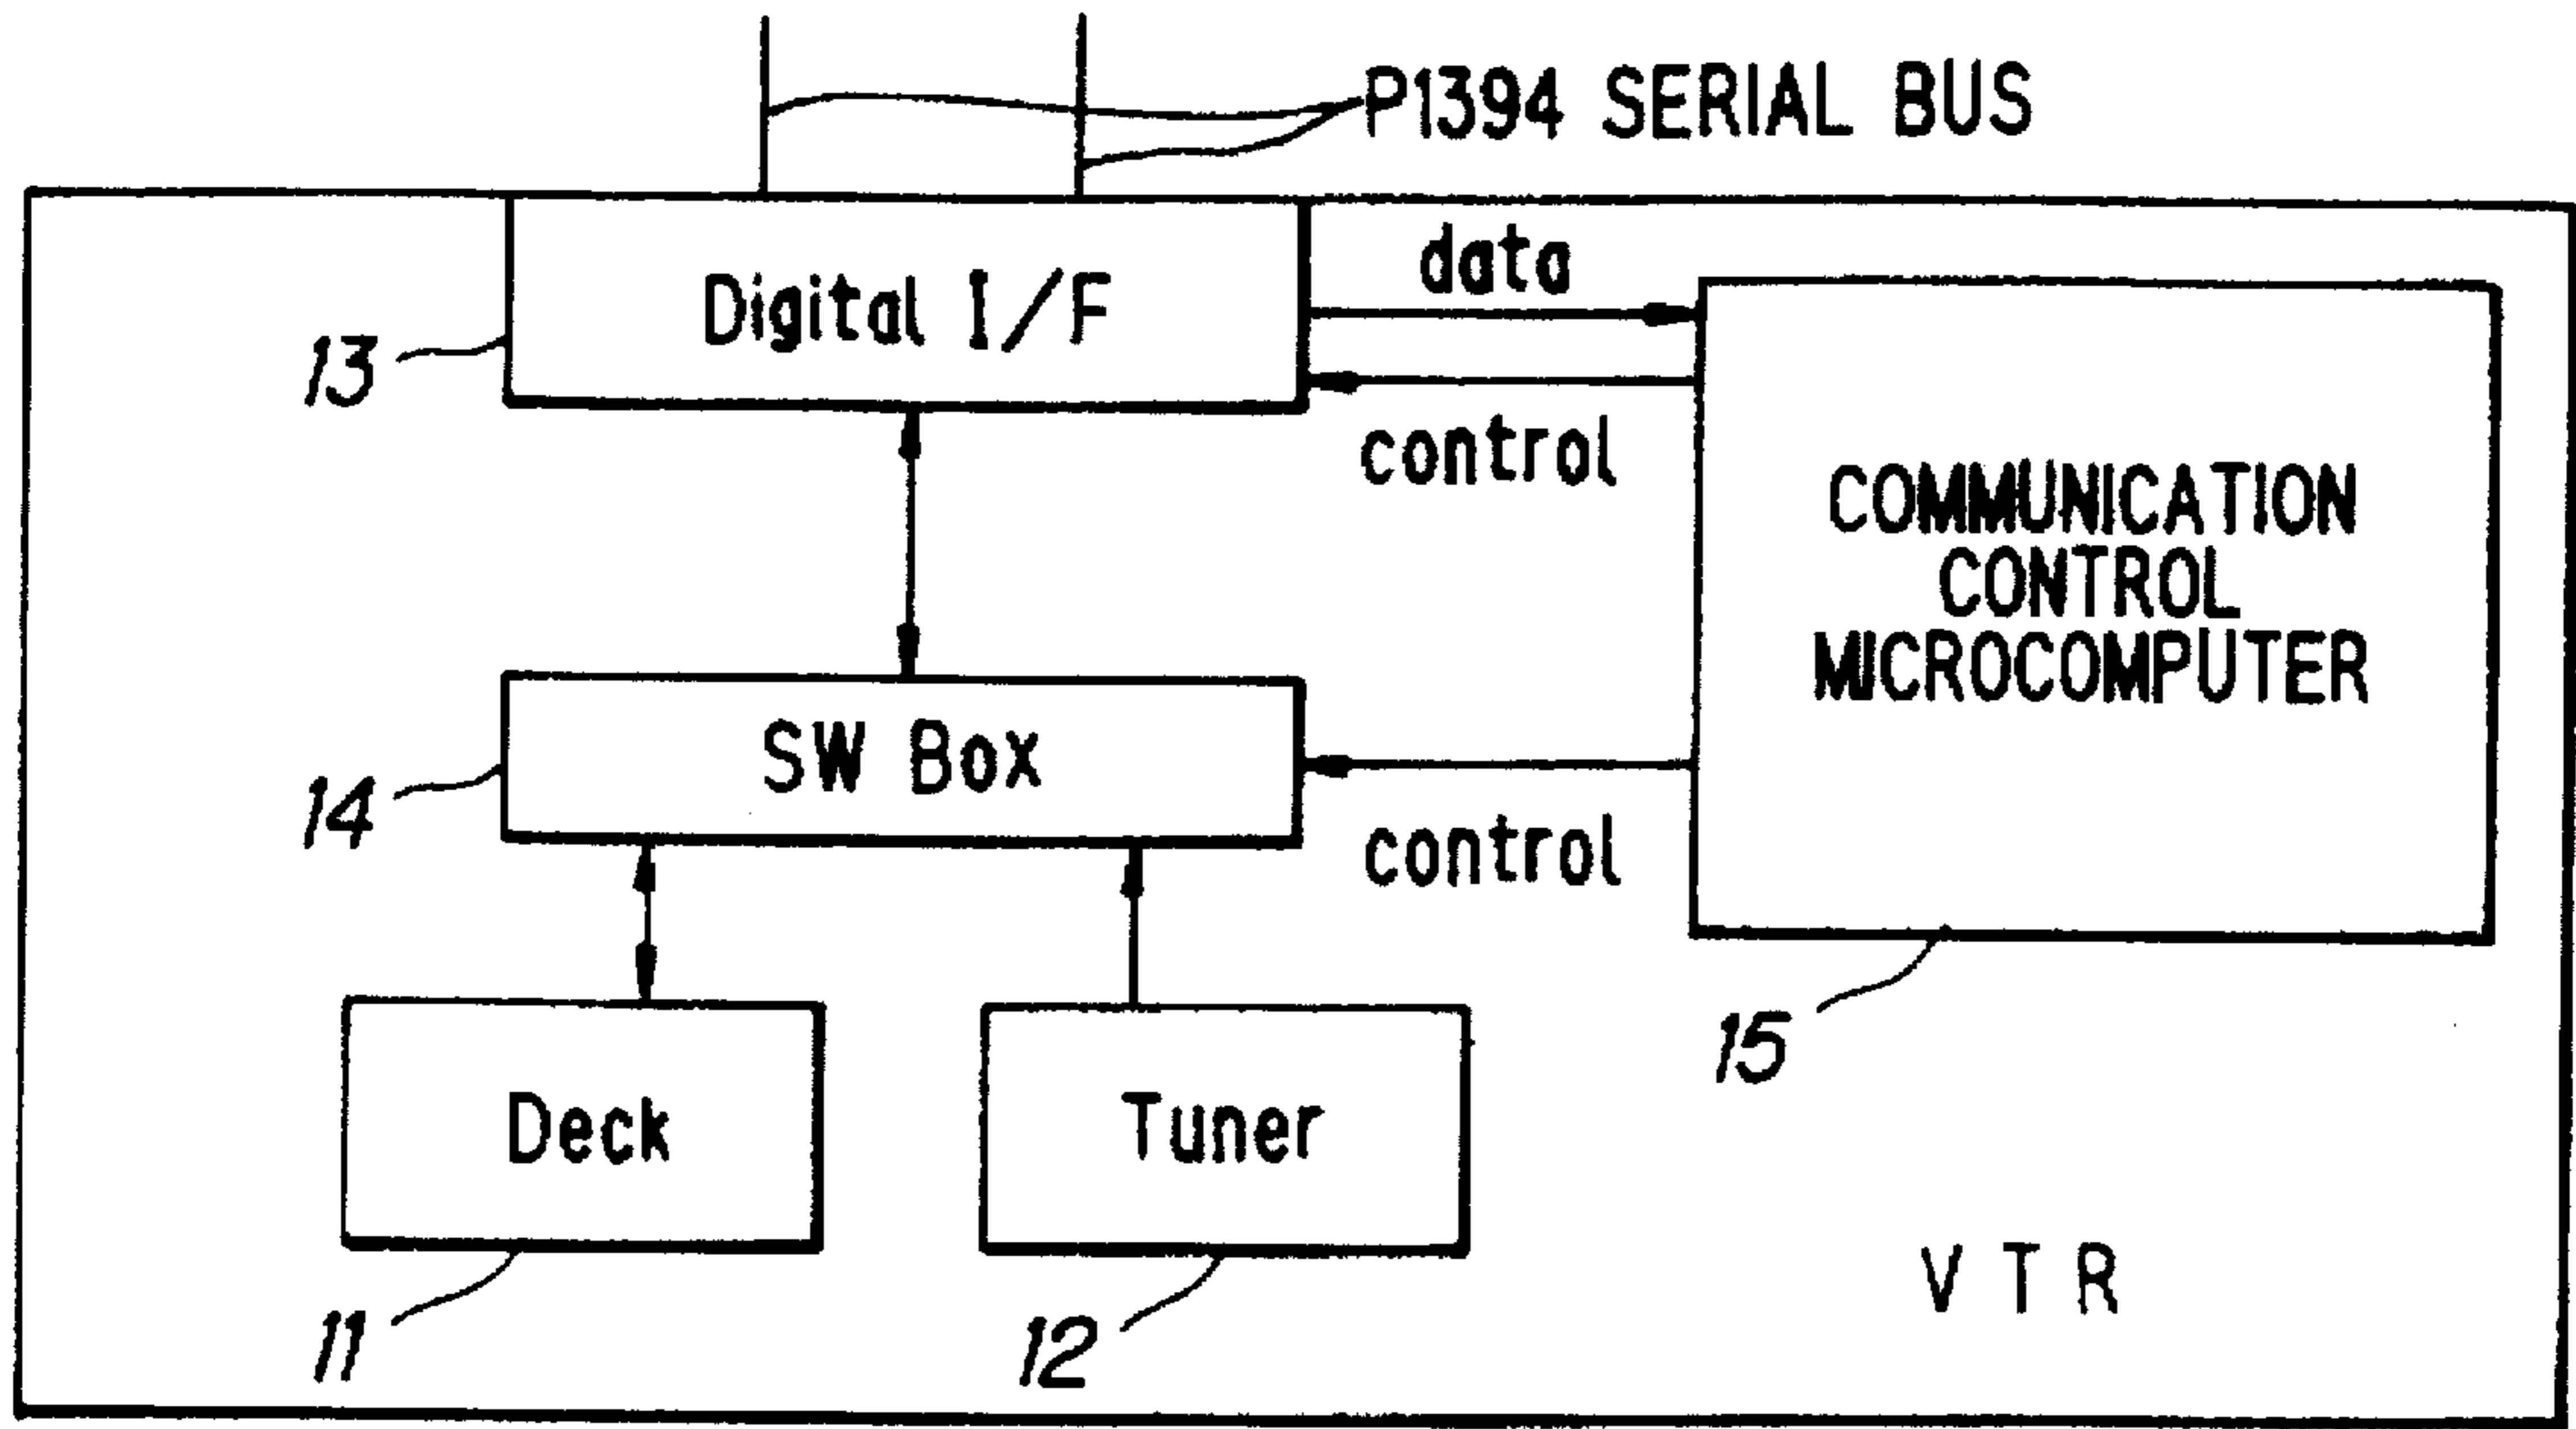 P1394 SERIAL BUS
data
Digital I/F
13
control
COMMUNICATION
CONTROL
MICROCOMPUTER
SW Box
14
control
15
Deck
Tuner
V T R
11
12